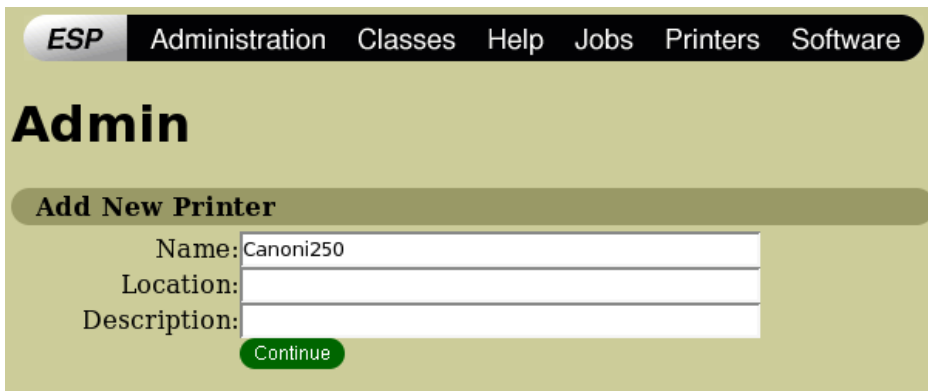 ESP Administration Classes Help Jobs Printers Software
Admin
Add New Printer
Name: Canoni250
Location:
Description:
Continue